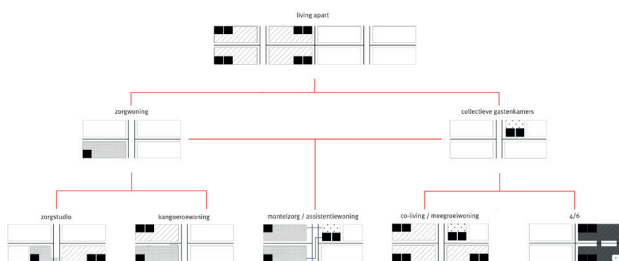 living apart
zorgwoning
collectieve gastenkamers
zorgstudio
kangoeroewoning
mantelzorg / assistentiewoning
co-living / meegroeiwoning
4/6